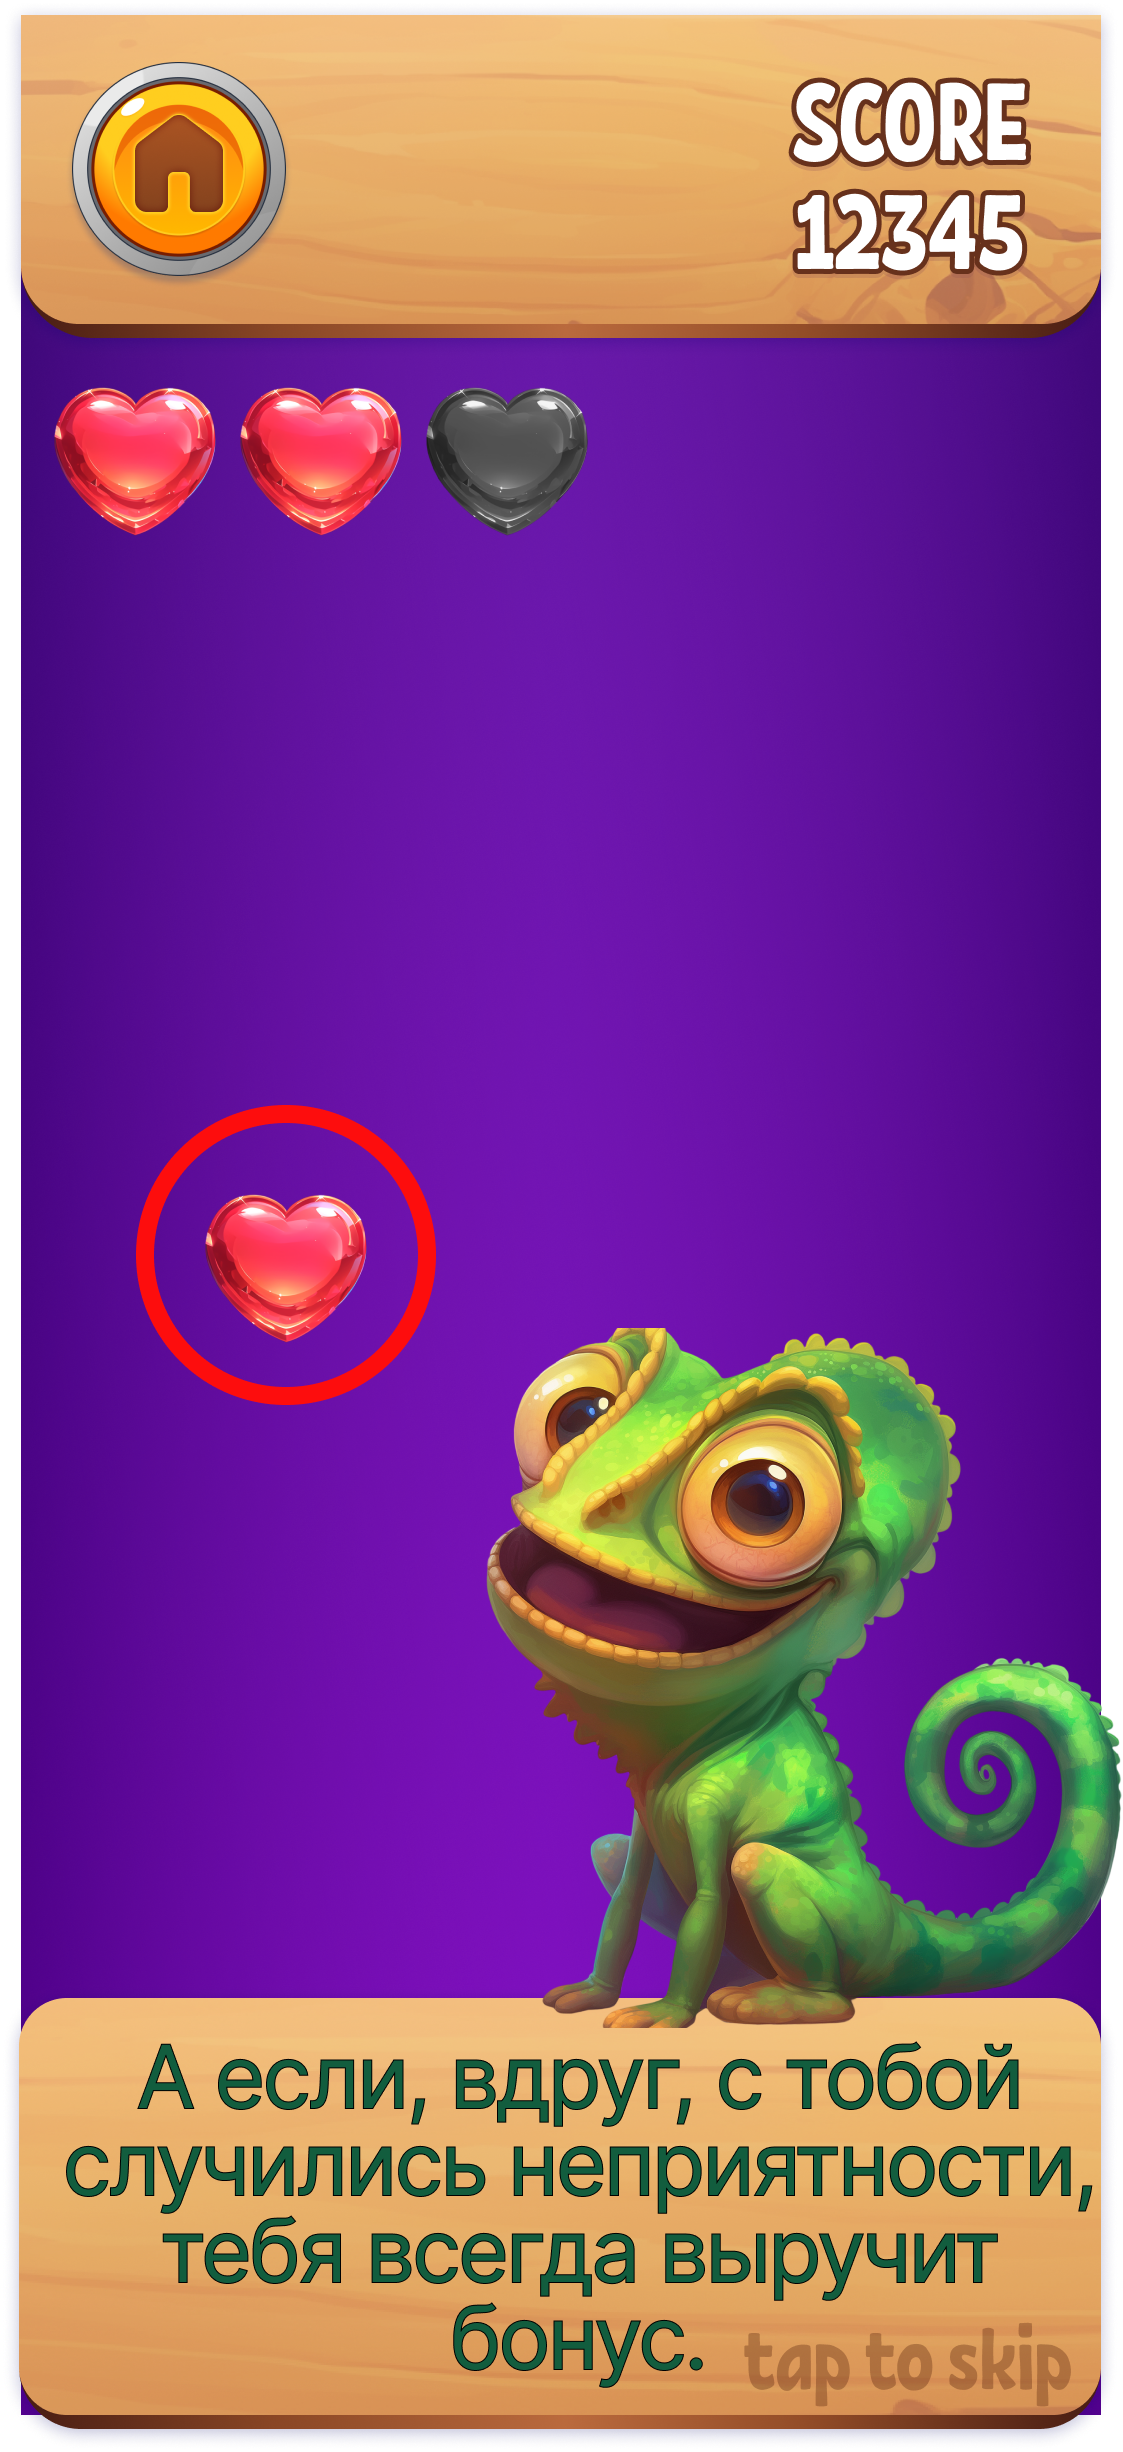 SCORE
12345
А если, вдруг, с тобой
случились неприятности,
тебя всегда выручит
бонус.
tap to skip